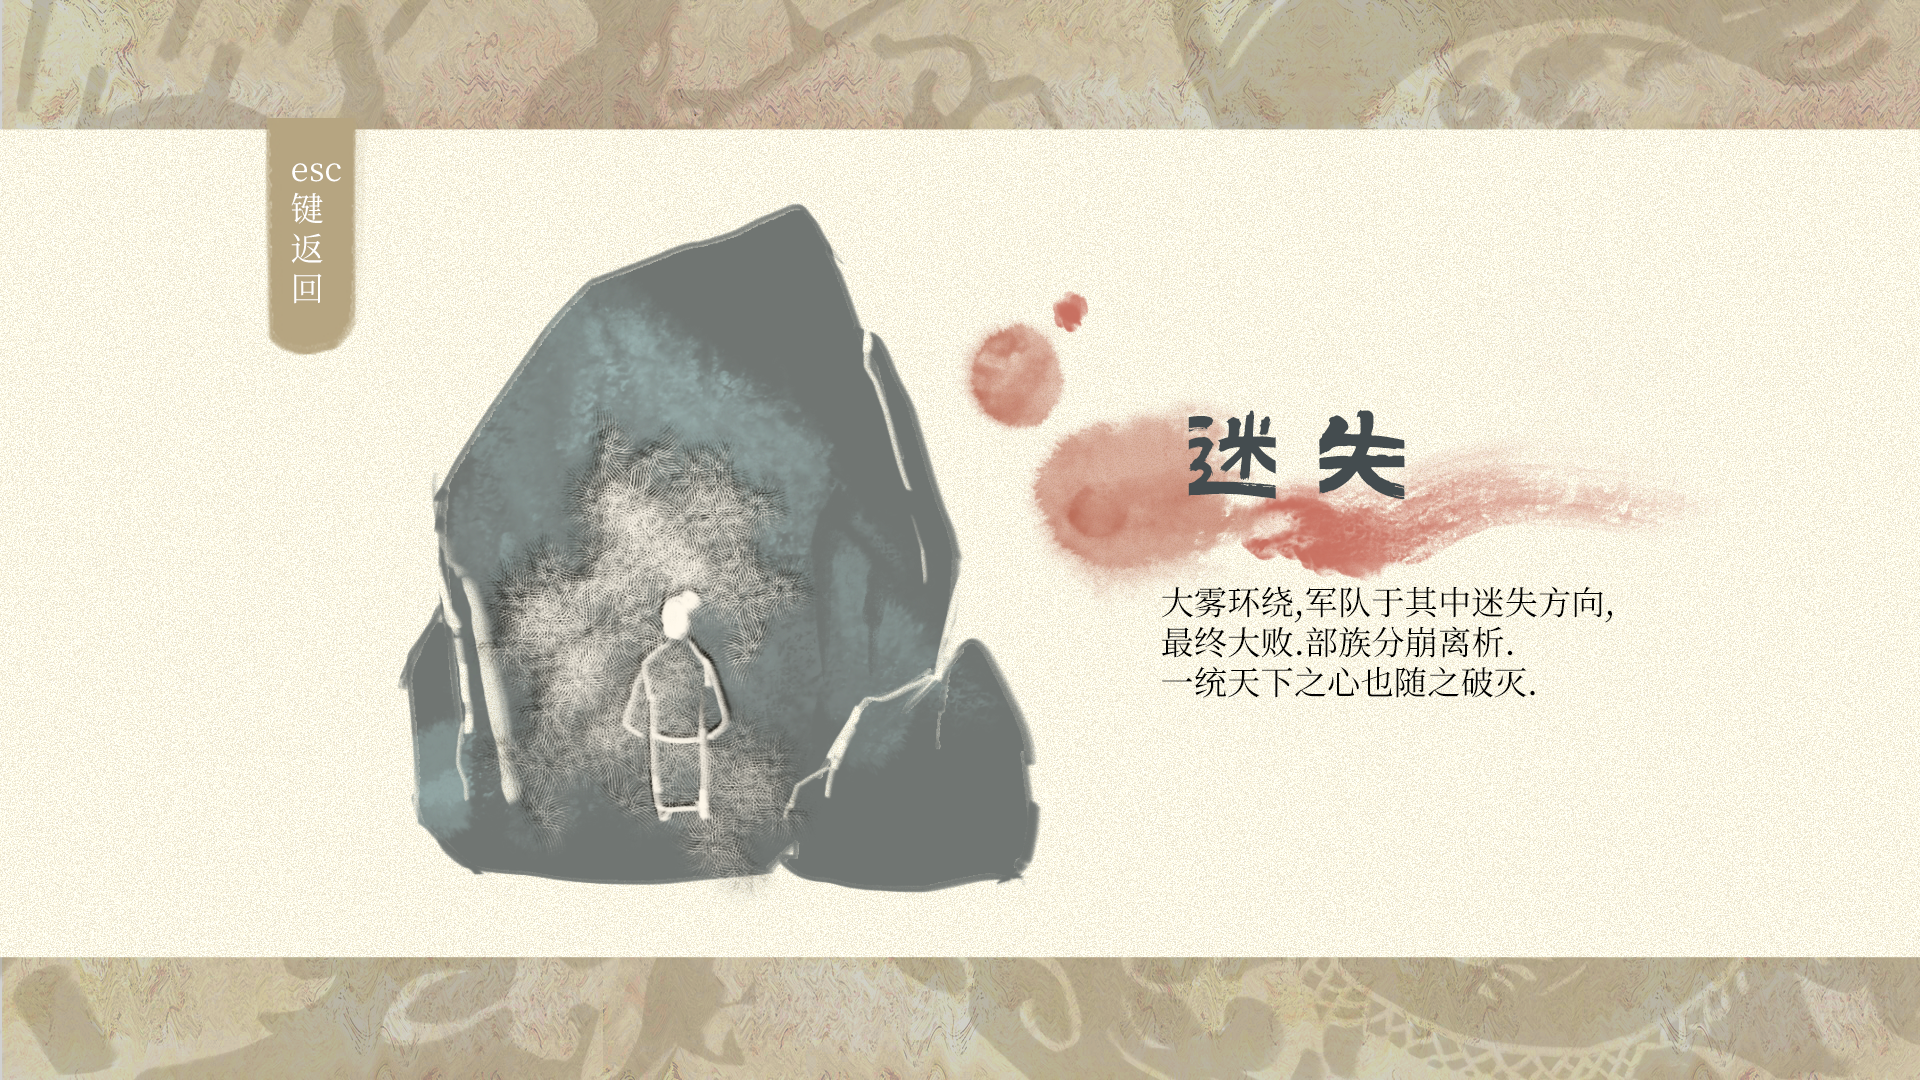 esc
键
返
回
迷失
大雾环绕,军队于其中迷失方向,
最终大败.部族分崩离析.
一统天下之心也随之破灭.